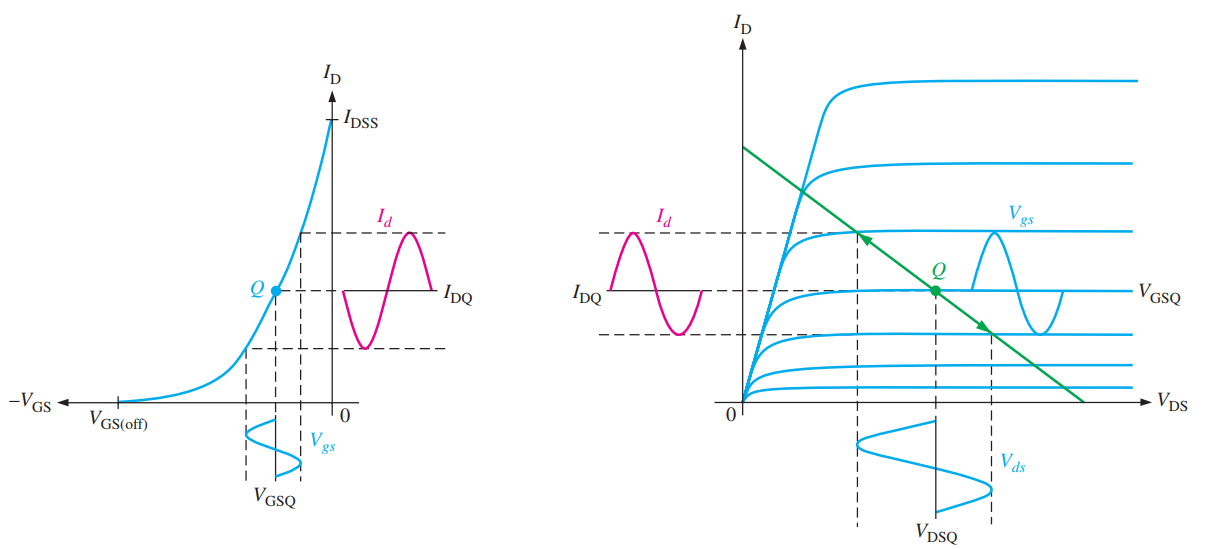 I_D
I_DSS
I_d
Q
I_DQ
−V_GS
V_GS(off)
0
V_gs
V_GSQ
I_D
I_d
V_gs
Q
I_DQ
V_GSQ
0
V_DS
V_ds
V_DSQ